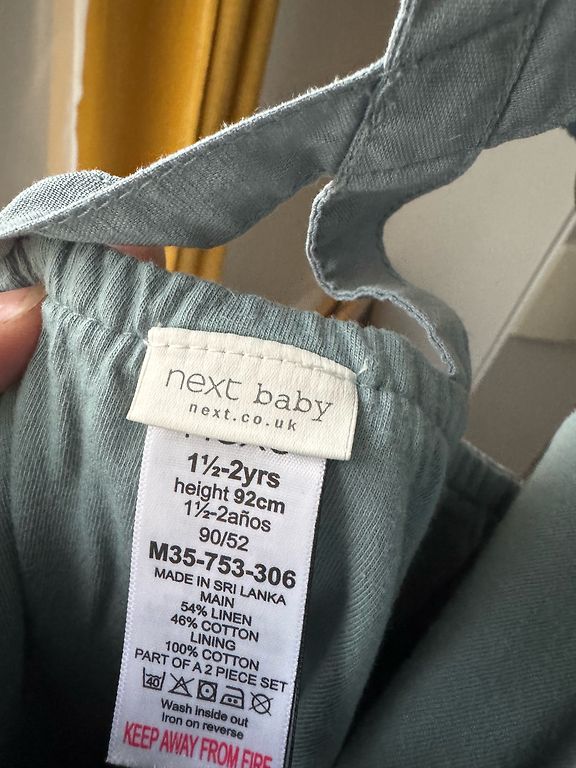 next baby
next.co.uk
1½-2yrs
height 92cm
1½-2años
90/52
M35-753-306
MADE IN SRI LANKA
MAIN
54% LINEN
46% COTTON
LINING
100% COTTON
PART OF A 2 PIECE SET
40
Wash inside out
Iron on reverse
KEEP AWAY FROM FIRE